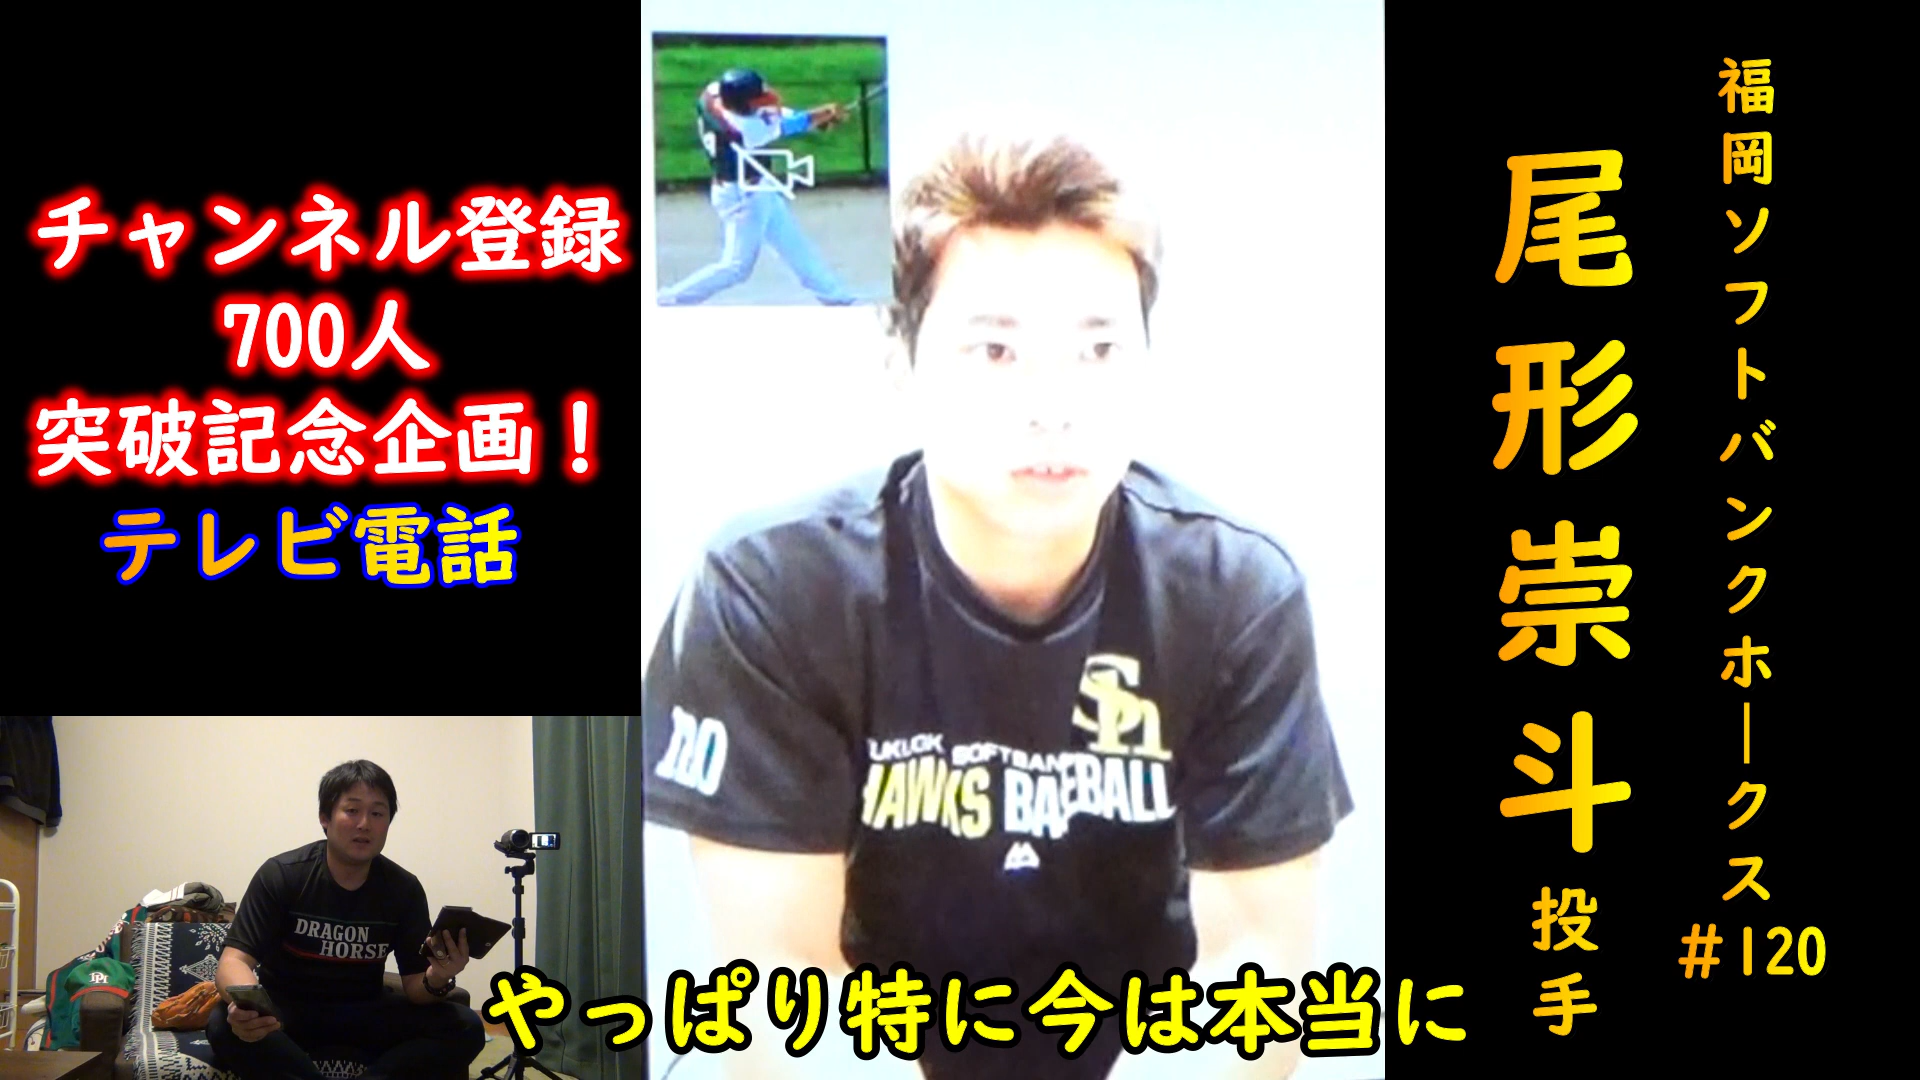 チャンネル登録
700人
突破記念企画！
テレビ電話
福岡ソフトバンクホークス
#120
尾形崇斗投手
SOFTBAN
HAWKS BASEBALL
DRAGON
HORSE
やっぱり特に今は本当に